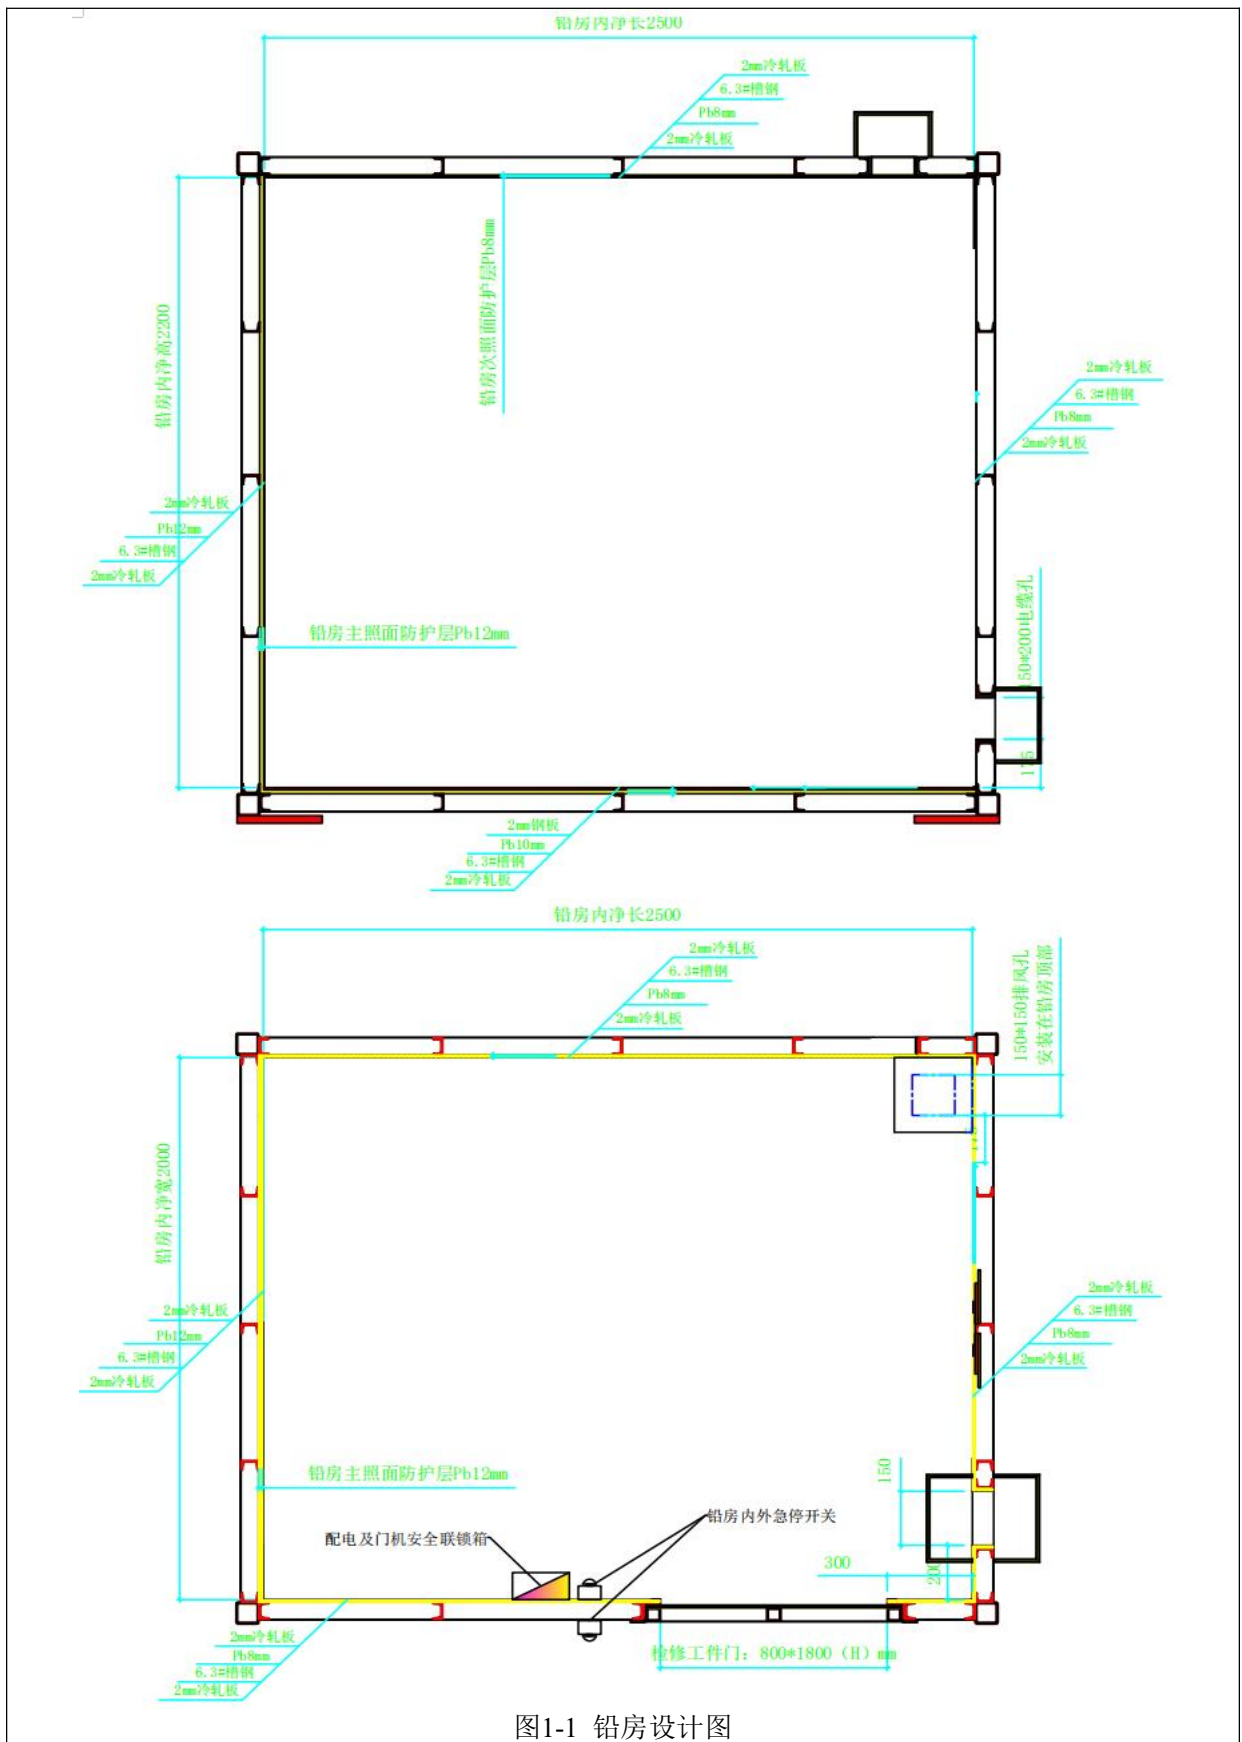 铅房内净长2500
2mm冷轧板
6.3#槽钢
Pb8mm
2mm冷轧板
铅房次照面防护层Pb8mm
铅房内净高2200
2mm冷轧板
6.3#槽钢
Pb8mm
2mm冷轧板
2mm冷轧板
Pb12mm
6.3#槽钢
2mm冷轧板
铅房主照面防护层Pb12mm
150*200电缆孔
2mm钢板
Pb10mm
6.3#槽钢
2mm冷轧板
铅房内净长2500
2mm冷轧板
6.3#槽钢
Pb8mm
2mm冷轧板
150*150排风孔
安装在铅房顶部
铅房内净宽2000
2mm冷轧板
6.3#槽钢
Pb8mm
2mm冷轧板
2mm冷轧板
Pb12mm
6.3#槽钢
2mm冷轧板
铅房主照面防护层Pb12mm
150
铅房内外急停开关
配电及门机安全联锁箱
300
200
2mm冷轧板
Pb8mm
6.3#槽钢
2mm冷轧板
检修工件门：800*1800（H）mm
图1-1 铅房设计图